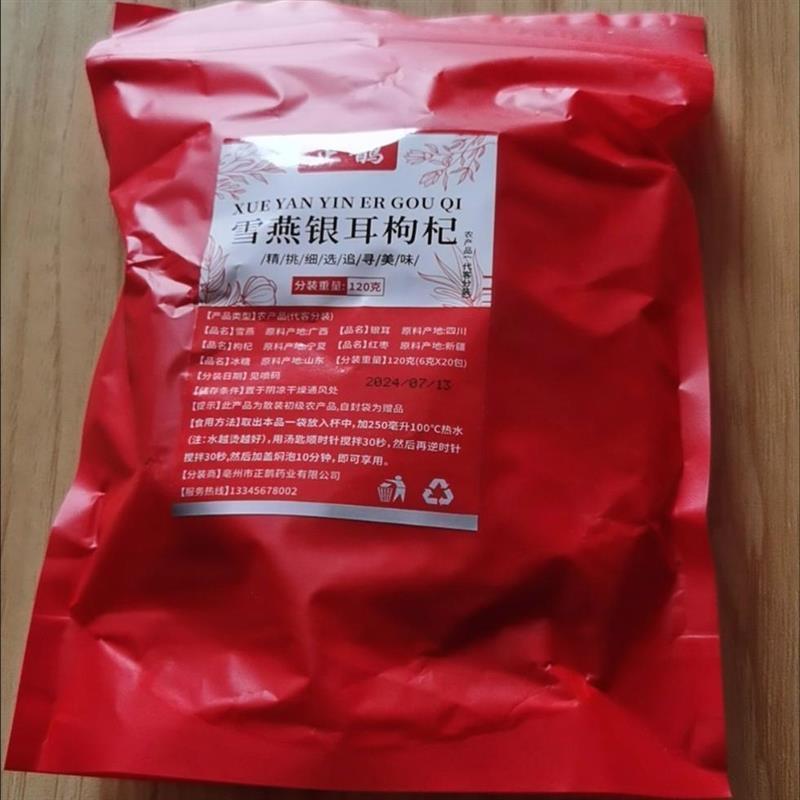 正鹊
XUE YAN YIN ER GOU QI
雪燕银耳枸杞
农产品(代客分装)
/精/挑/细/选/追/寻/美/味/
分装重量:120克
【产品类型】农产品(代客分装)
【品名】雪燕 原料产地:广西 【品名】银耳 原料产地:四川
【品名】枸杞 原料产地:宁夏 【品名】红枣 原料产地:新疆
【品名】冰糖 原料产地:山东 【分装重量】120克(6克X20包)
【分装日期】见喷码
2024/07/13
【储存条件】置于阴凉干燥通风处
【提示】此产品为散装初级农产品,自封袋为赠品
【食用方法】取出本品一袋放入杯中,加250毫升100℃热水
(注:水越烫越好),用汤匙顺时针搅拌30秒,然后再逆时针
搅拌30秒,然后加盖焖泡10分钟,即可享用。
【分装商】亳州市正鹊药业有限公司
【服务热线】13345678002